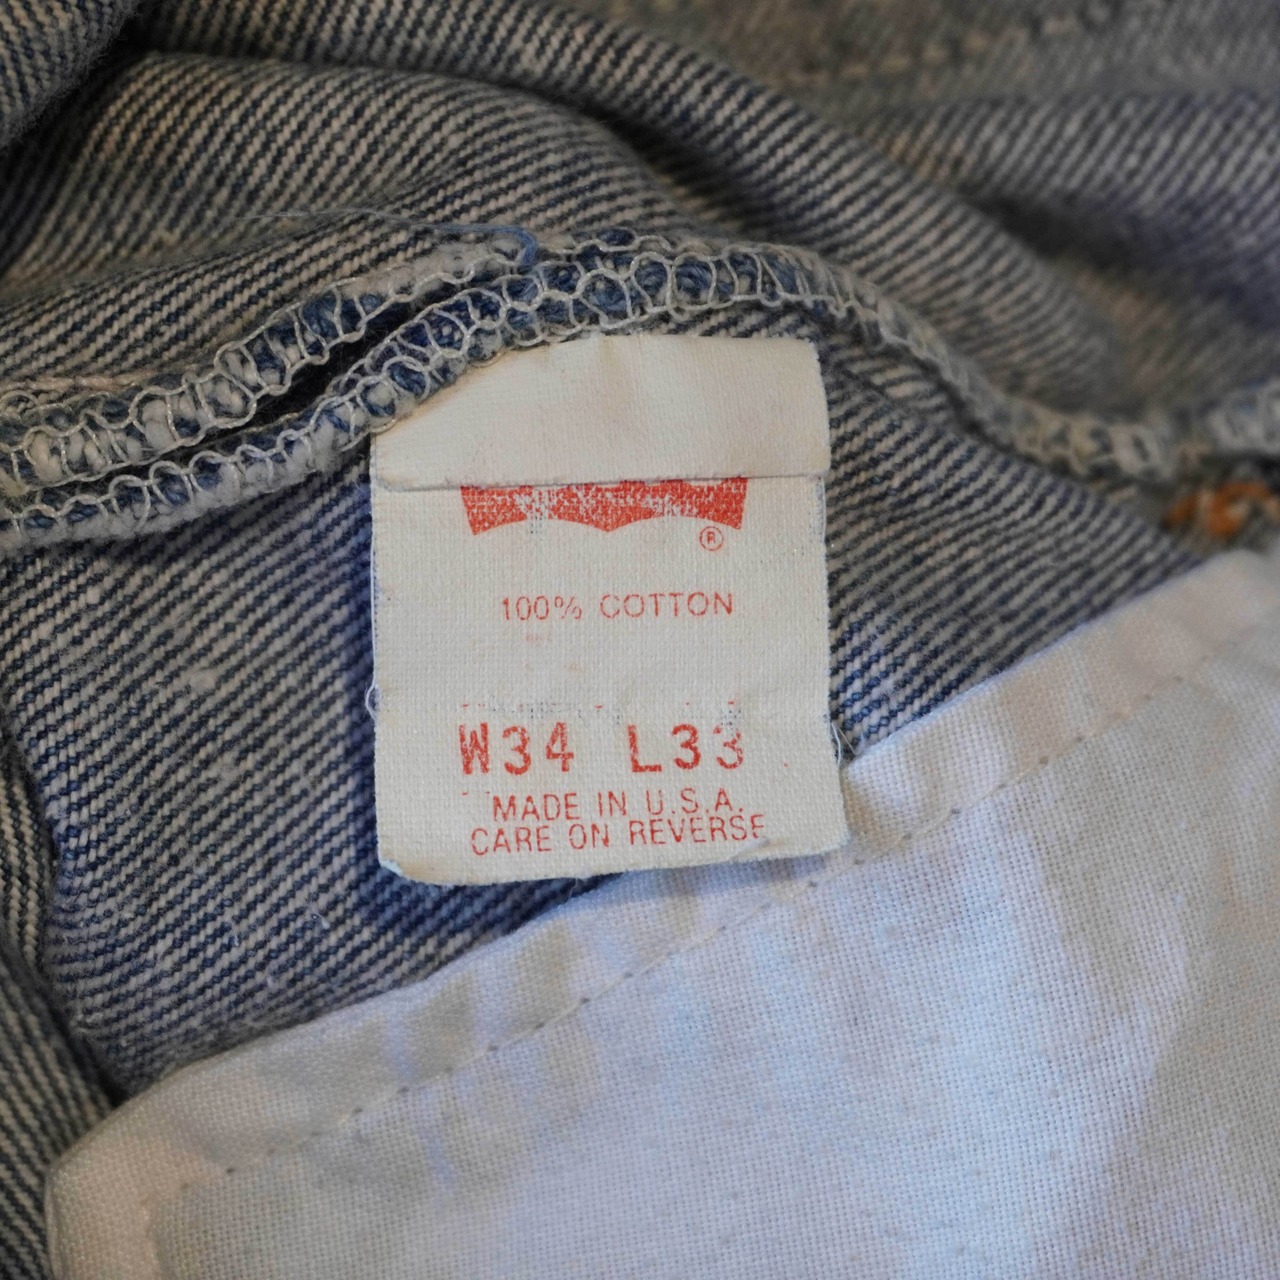 ®
100% COTTON
W34 L33
MADE IN U.S.A.
CARE ON REVERSE